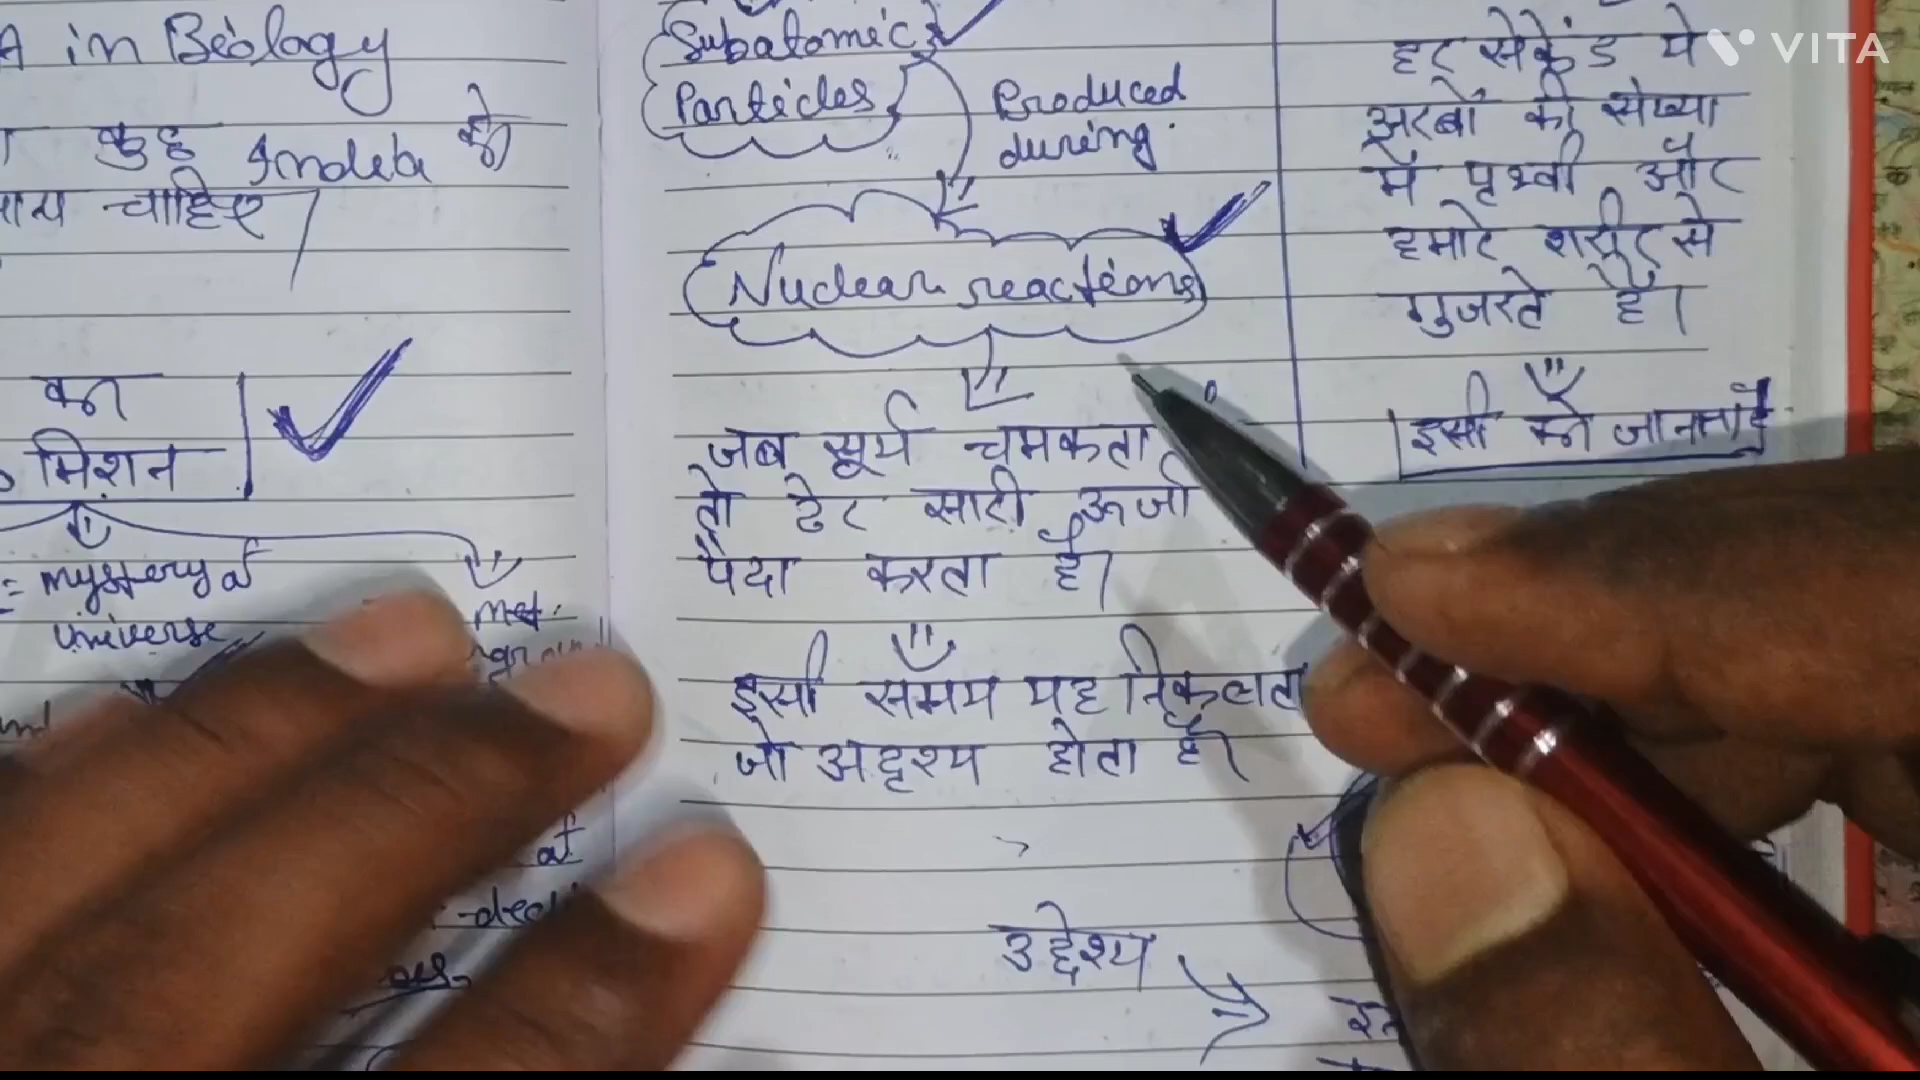 in Biology
कुछ India को
चाहिए।
का
मिशन
mystery of
universe
Subatomic
Particles
Produced
during
Nuclear reactions
जब सूर्य चमकता
तो ढेर सारी ऊर्जा
पैदा करता है।
इसी समय यह निकलता
जो अदृश्य होता है।
उद्देश्य
हर सेकेंड मे
अरबों की संख्या
में पृथ्वी और
हमारे शरीर से
गुजरते है।
इसी को जानना है
VITA